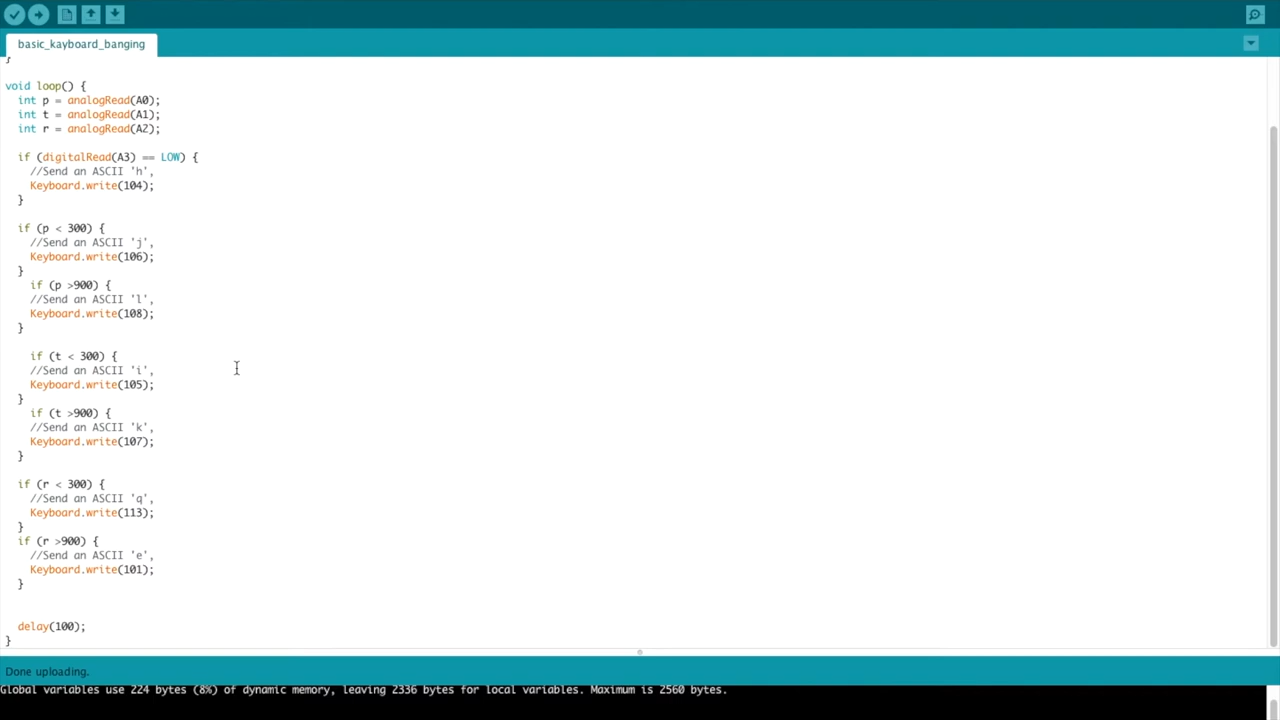 basic_kayboard_banging
}
void loop() {
int p = analogRead(A0);
int t = analogRead(A1);
int r = analogRead(A2);
if (digitalRead(A3) == LOW) {
//Send an ASCII 'h',
Keyboard.write(104);
}
if (p < 300) {
//Send an ASCII 'j',
Keyboard.write(106);
}
if (p >900) {
//Send an ASCII 'l',
Keyboard.write(108);
}
if (t < 300) {
//Send an ASCII 'i',
Keyboard.write(105);
}
if (t >900) {
//Send an ASCII 'k',
Keyboard.write(107);
}
if (r < 300) {
//Send an ASCII 'q',
Keyboard.write(113);
}
if (r >900) {
//Send an ASCII 'e',
Keyboard.write(101);
}
delay(100);
}
Done uploading.
Global variables use 224 bytes (8%) of dynamic memory, leaving 2336 bytes for local variables. Maximum is 2560 bytes.